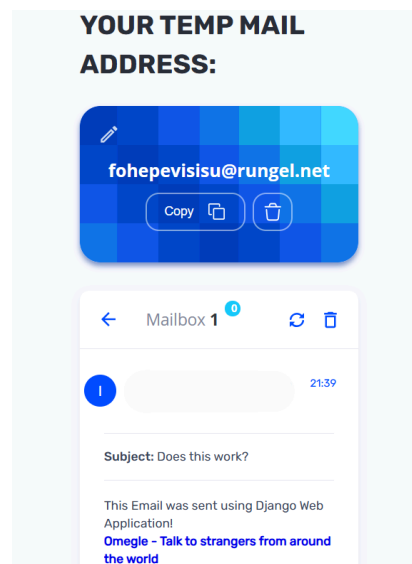 YOUR TEMP MAIL
ADDRESS:
fohepevisisu@rungel.net
Copy
Mailbox 1 0
I
21:39
Subject: Does this work?
This Email was sent using Django Web
Application!
Omegle - Talk to strangers from around
the world